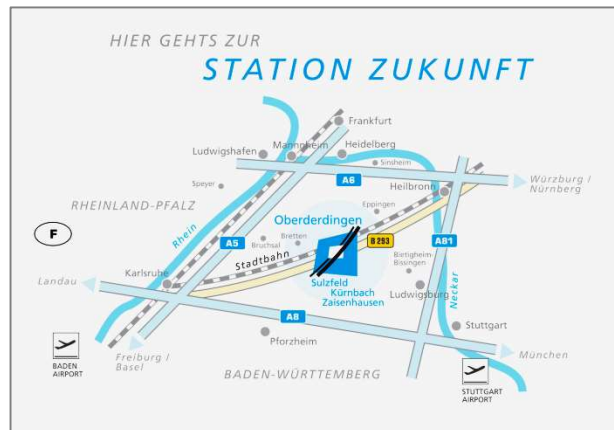 HIER GEHTS ZUR
STATION ZUKUNFT
Frankfurt
Ludwigshafen
Mannheim
Heidelberg
Sinsheim
A6
Würzburg /
Nürnberg
Speyer
Heilbronn
RHEINLAND-PFALZ
Eppingen
Oberderdingen
F
Rhein
A5
Bruchsal
Bretten
B 293
A81
Stadtbahn
Bietigheim-
Bissingen
Landau
Karlsruhe
Sulzfeld
Kürnbach
Zaisenhausen
Ludwigsburg
Neckar
A8
Stuttgart
Pforzheim
Freiburg /
Basel
München
BADEN
AIRPORT
BADEN-WÜRTTEMBERG
STUTTGART
AIRPORT